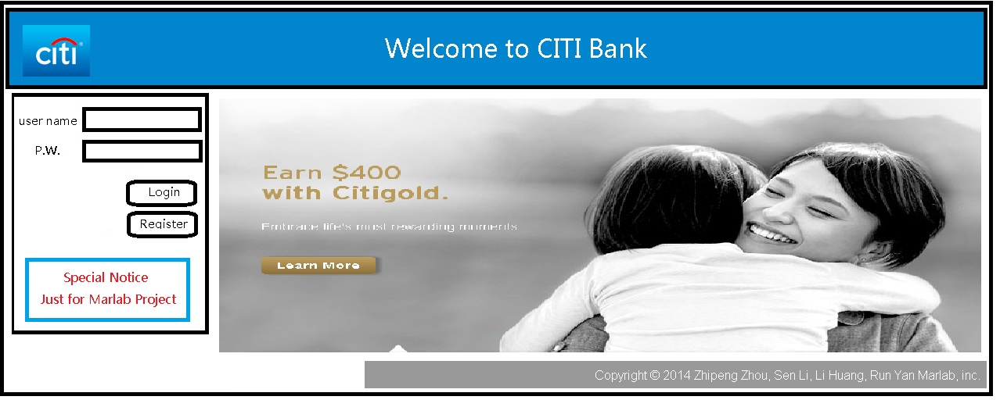 citi
Welcome to CITI Bank
user name
P.W.
Login
Register
Special Notice
Just for Marlab Project
Earn $400
with Citigold.
Embrace life's most rewarding moments
Learn More
Copyright © 2014 Zhipeng Zhou, Sen Li, Li Huang, Run Yan Marlab, inc.